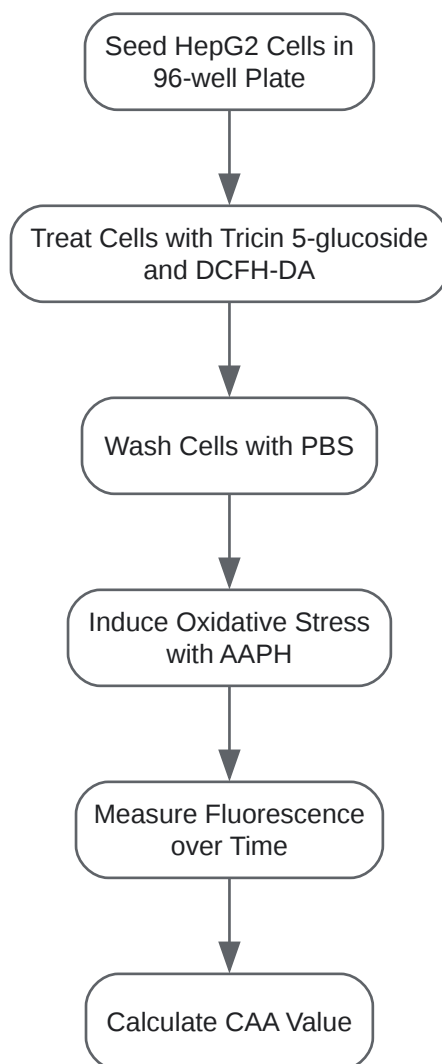 Seed HepG2 Cells in
96-well Plate
Treat Cells with Tricin 5-glucoside
and DCFH-DA
Wash Cells with PBS
Induce Oxidative Stress
with AAPH
Measure Fluorescence
over Time
Calculate CAA Value